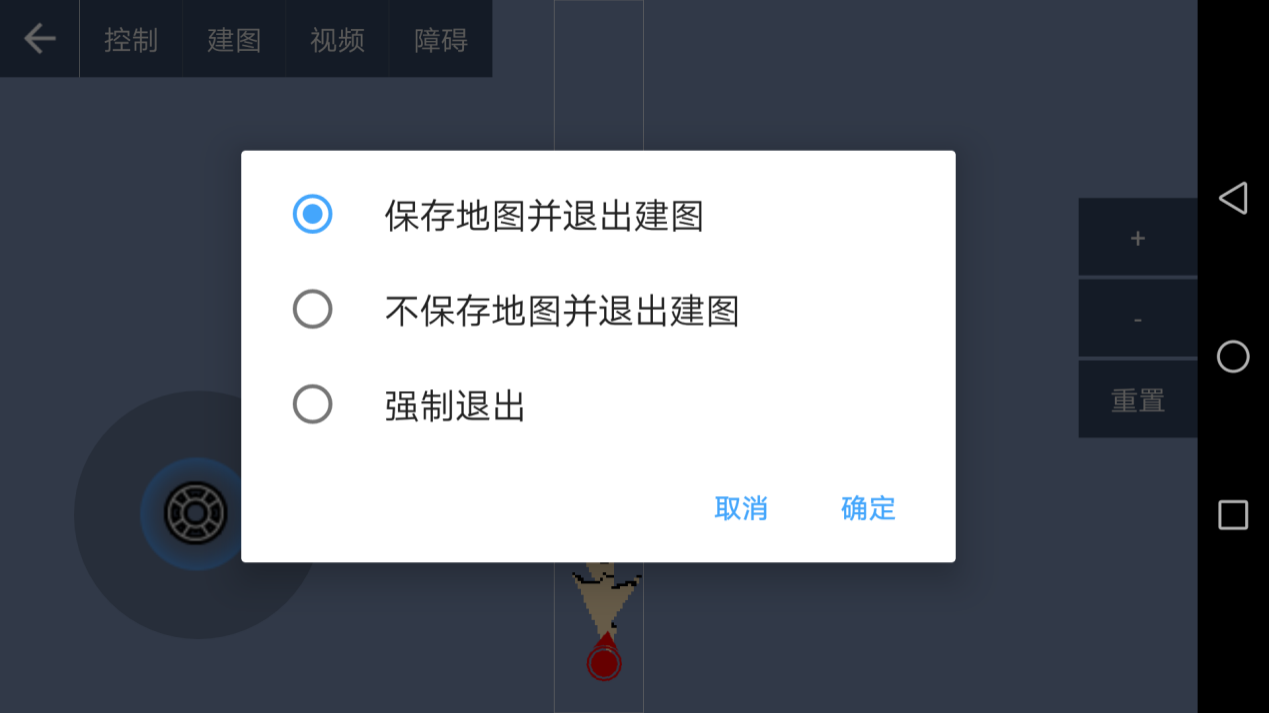 控制 建图 视频 障碍
保存地图并退出建图
不保存地图并退出建图
强制退出
取消 确定
+
-
重置